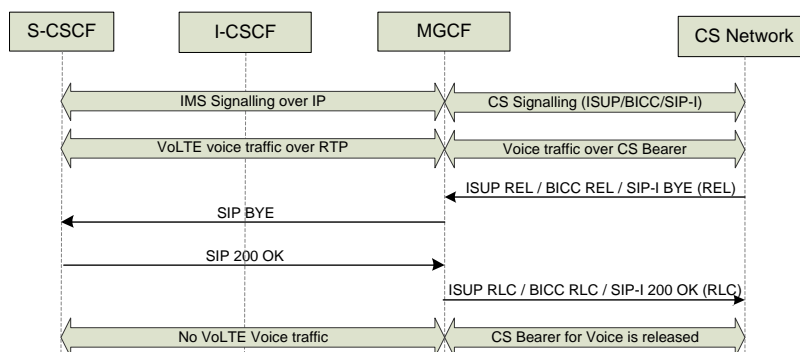 S-CSCF
I-CSCF
MGCF
CS Network
IMS Signalling over IP
CS Signalling (ISUP/BICC/SIP-I)
VoLTE voice traffic over RTP
Voice traffic over CS Bearer
ISUP REL / BICC REL / SIP-I BYE (REL)
SIP BYE
SIP 200 OK
ISUP RLC / BICC RLC / SIP-I 200 OK (RLC)
No VoLTE Voice traffic
CS Bearer for Voice is released